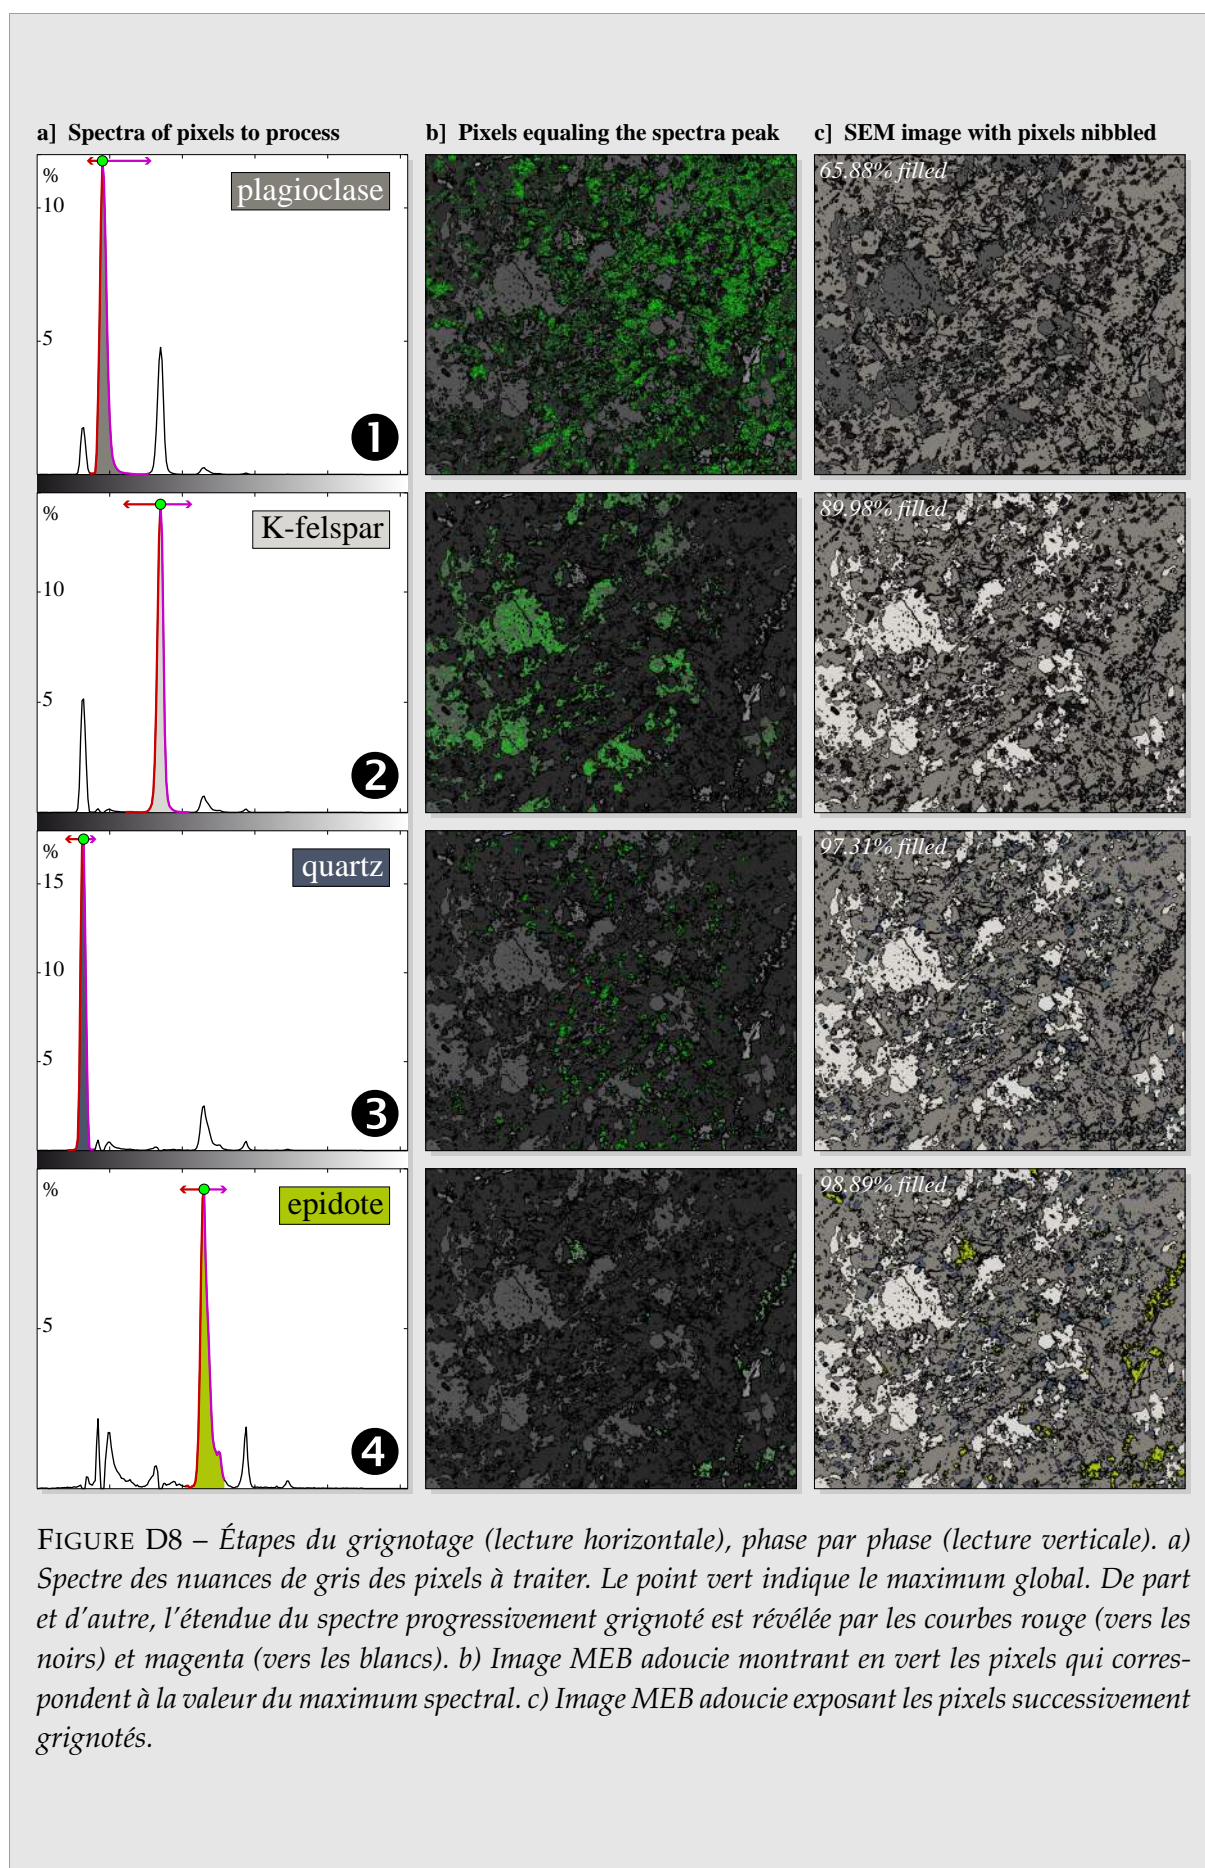 a] Spectra of pixels to process
b] Pixels equaling the spectra peak
c] SEM image with pixels nibbled
%
10
5
plagioclase
1
65.88% filled
%
10
5
K-felspar
2
89.98% filled
%
15
10
5
quartz
3
97.31% filled
%
5
epidote
4
98.89% filled
FIGURE D8 – Étapes du grignotage (lecture horizontale), phase par phase (lecture verticale). a)
Spectre des nuances de gris des pixels à traiter. Le point vert indique le maximum global. De part
et d'autre, l'étendue du spectre progressivement grignoté est révélée par les courbes rouge (vers les
noirs) et magenta (vers les blancs). b) Image MEB adoucie montrant en vert les pixels qui corres-
pondent à la valeur du maximum spectral. c) Image MEB adoucie exposant les pixels successivement
grignotés.